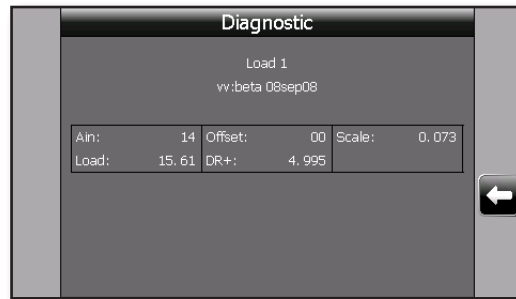 Diagnostic
Load 1
vv:beta 08sep08
Ain: 14 Offset: 00 Scale: 0.073
Load: 15.61 DR+: 4.995